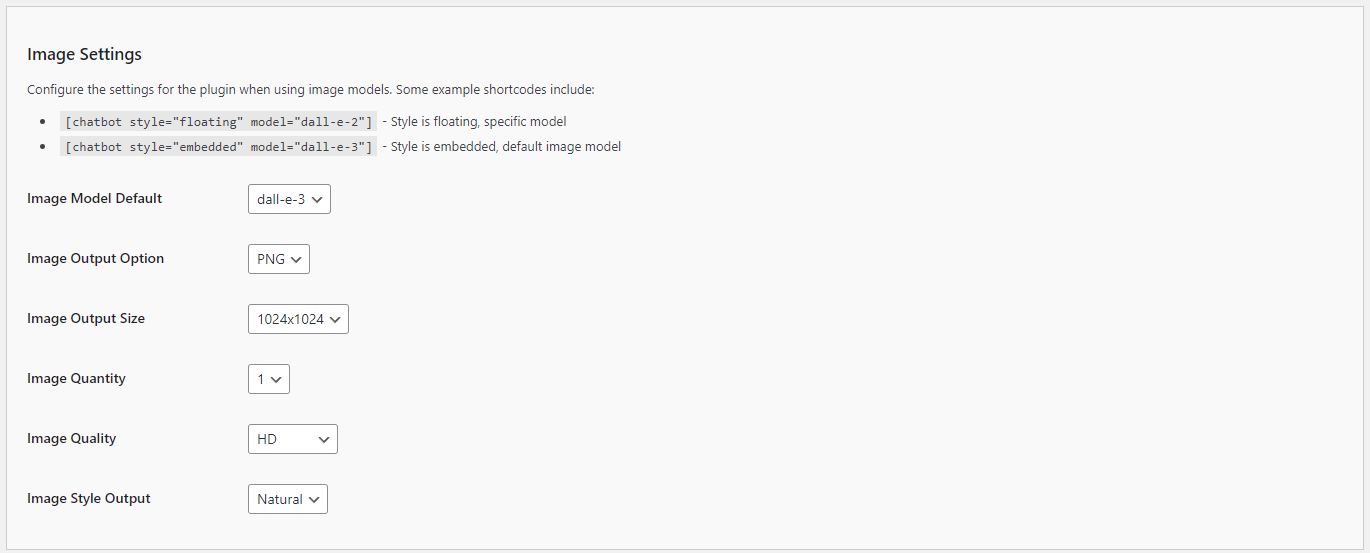 Image Settings
Configure the settings for the plugin when using image models. Some example shortcodes include:
[chatbot style="floating" model="dall-e-2"] - Style is floating, specific model
[chatbot style="embedded" model="dall-e-3"] - Style is embedded, default image model
Image Model Default dall-e-3
Image Output Option PNG
Image Output Size 1024x1024
Image Quantity 1
Image Quality HD
Image Style Output Natural